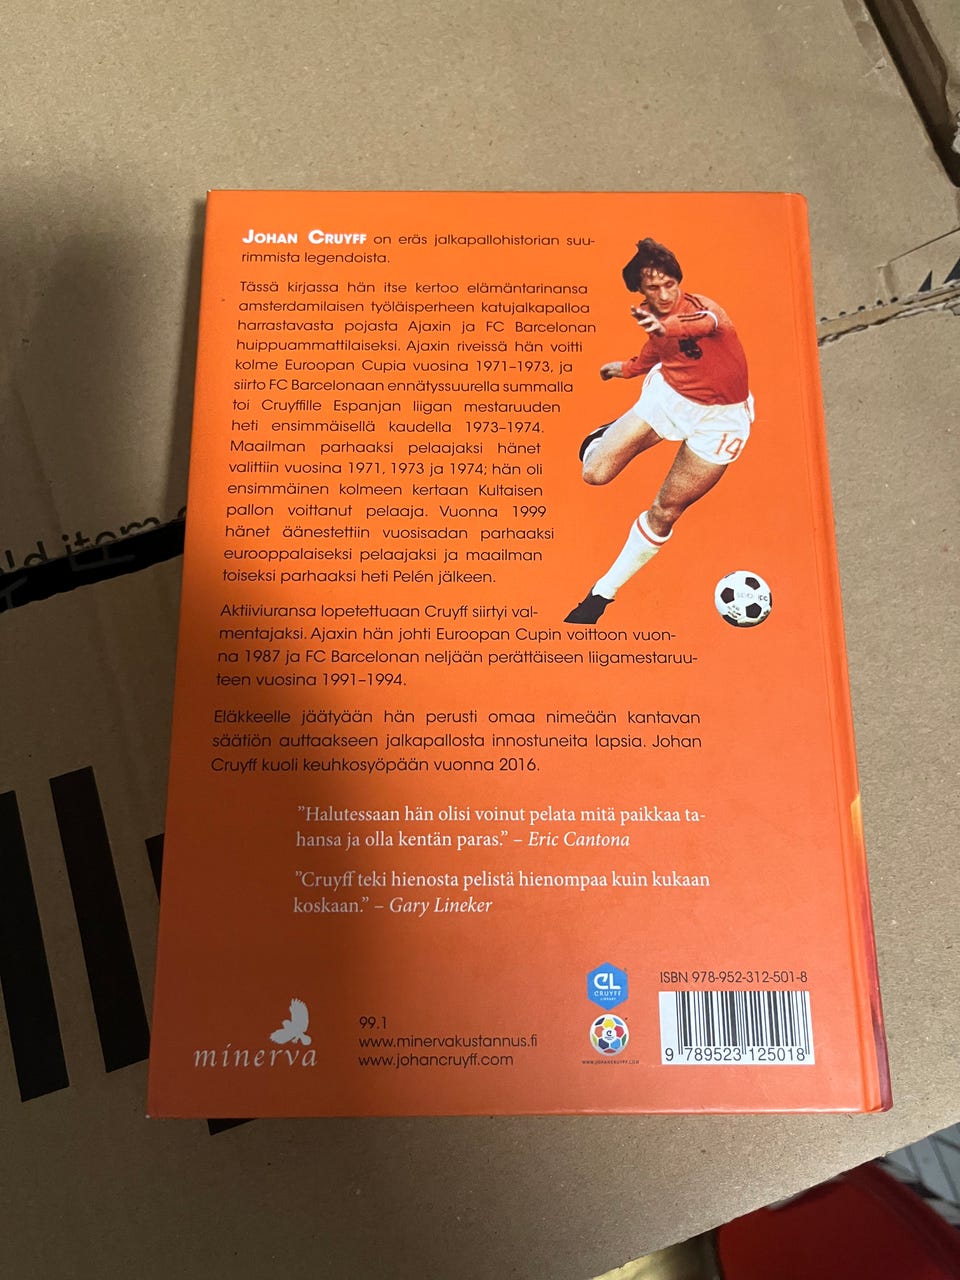 JOHAN CRUYFF on eräs jalkapallohistorian suu-
rimmista legendoista.
Tässä kirjassa hän itse kertoo elämäntarinansa
amsterdamilaisen työläisperheen katujalkapalloa
harrastavasta pojasta Ajaxin ja FC Barcelonan
huippuammattilaiseksi. Ajaxin riveissä hän voitti
kolme Euroopan Cupia vuosina 1971–1973, ja
siirto FC Barcelonaan ennätyssuurella summalla
toi Cruyffille Espanjan liigan mestaruuden
heti ensimmäisellä kaudella 1973–1974.
Maailman parhaaksi pelaajaksi hänet
valittiin vuosina 1971, 1973 ja 1974; hän oli
ensimmäinen kolmeen kertaan Kultaisen
pallon voittanut pelaaja. Vuonna 1999
hänet äänestettiin vuosisadan parhaaksi
eurooppalaiseksi pelaajaksi ja maailman
toiseksi parhaaksi heti Pelén jälkeen.
Aktiiviuransa lopetettuaan Cruyff siirtyi val-
mentajaksi. Ajaxin hän johti Euroopan Cupin voittoon vuon-
na 1987 ja FC Barcelonan neljään perättäiseen liigamestaruu-
teen vuosina 1991–1994.
Eläkkeelle jäätyään hän perusti omaa nimeään kantavan
säätiön auttaakseen jalkapallosta innostuneita lapsia. Johan
Cruyff kuoli keuhkosyöpään vuonna 2016.
”Halutessaan hän olisi voinut pelata mitä paikkaa ta-
hansa ja olla kentän paras.” – Eric Cantona
”Cruyff teki hienosta pelistä hienompaa kuin kukaan
koskaan.” – Gary Lineker
14
minerva
99.1
www.minervakustannus.fi
www.johancruyff.com
CL
CRUYFF
LIBRARY
WWW.JOHANCRUYFF.COM
ISBN 978-952-312-501-8
9 789523 125018
item